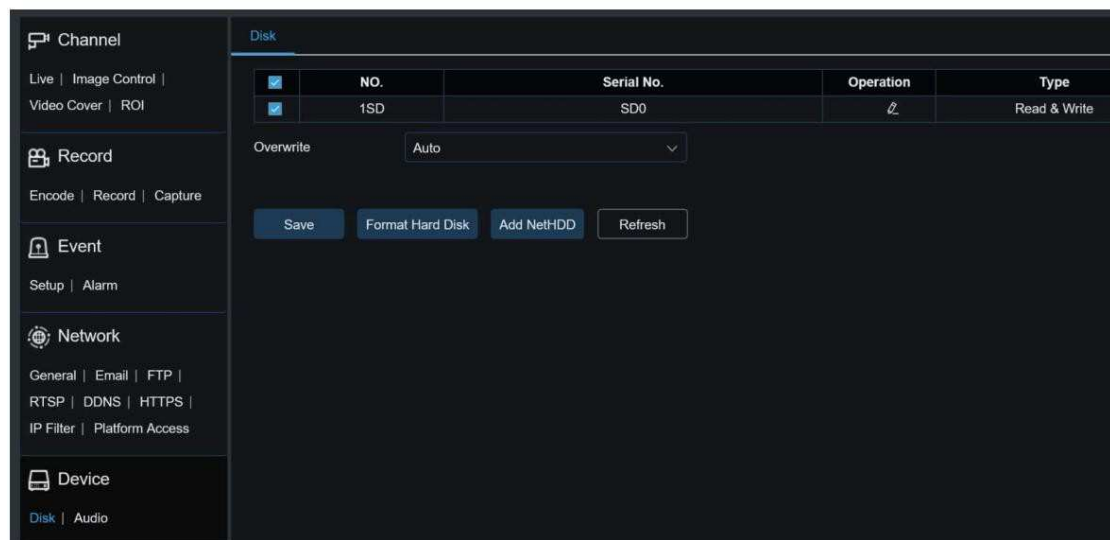 Channel
Live | Image Control |
Video Cover | ROI
Record
Encode | Record | Capture
Event
Setup | Alarm
Network
General | Email | FTP |
RTSP | DDNS | HTTPS |
IP Filter | Platform Access
Device
Disk | Audio
Disk
NO. Serial No. Operation Type
1SD SD0 Read & Write
Overwrite Auto
Save Format Hard Disk Add NetHDD Refresh